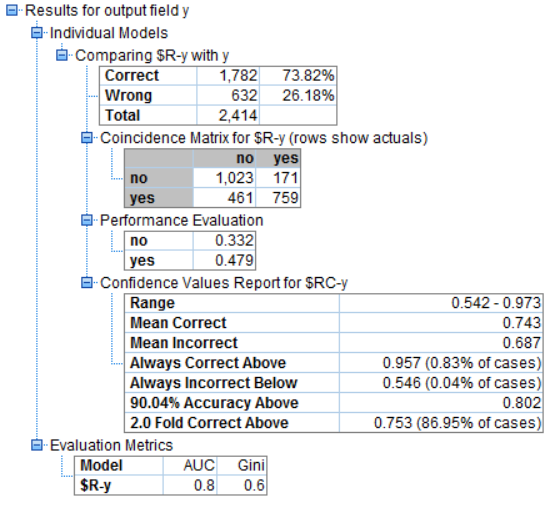 Results for output field y
Individual Models
Comparing $R-y with y
Correct 1,782 73.82%
Wrong 632 26.18%
Total 2,414
Coincidence Matrix for $R-y (rows show actuals)
no yes
no 1,023 171
yes 461 759
Performance Evaluation
no 0.332
yes 0.479
Confidence Values Report for $RC-y
Range 0.542 - 0.973
Mean Correct 0.743
Mean Incorrect 0.687
Always Correct Above 0.957 (0.83% of cases)
Always Incorrect Below 0.546 (0.04% of cases)
90.04% Accuracy Above 0.802
2.0 Fold Correct Above 0.753 (86.95% of cases)
Evaluation Metrics
Model AUC Gini
$R-y 0.8 0.6